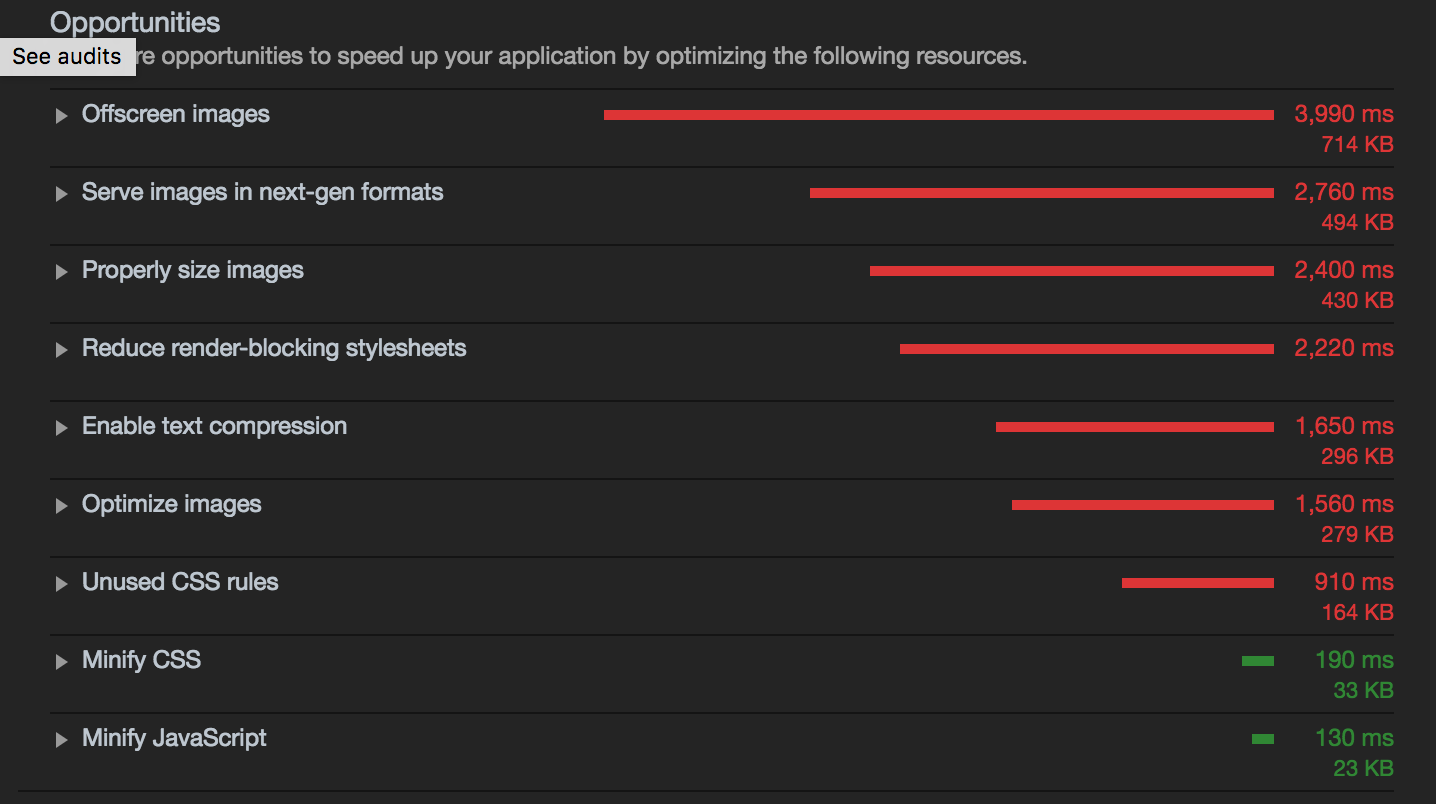 Opportunities
See audits re opportunities to speed up your application by optimizing the following resources.
Offscreen images 3,990 ms
714 KB
Serve images in next-gen formats 2,760 ms
494 KB
Properly size images 2,400 ms
430 KB
Reduce render-blocking stylesheets 2,220 ms
Enable text compression 1,650 ms
296 KB
Optimize images 1,560 ms
279 KB
Unused CSS rules 910 ms
164 KB
Minify CSS 190 ms
33 KB
Minify JavaScript 130 ms
23 KB